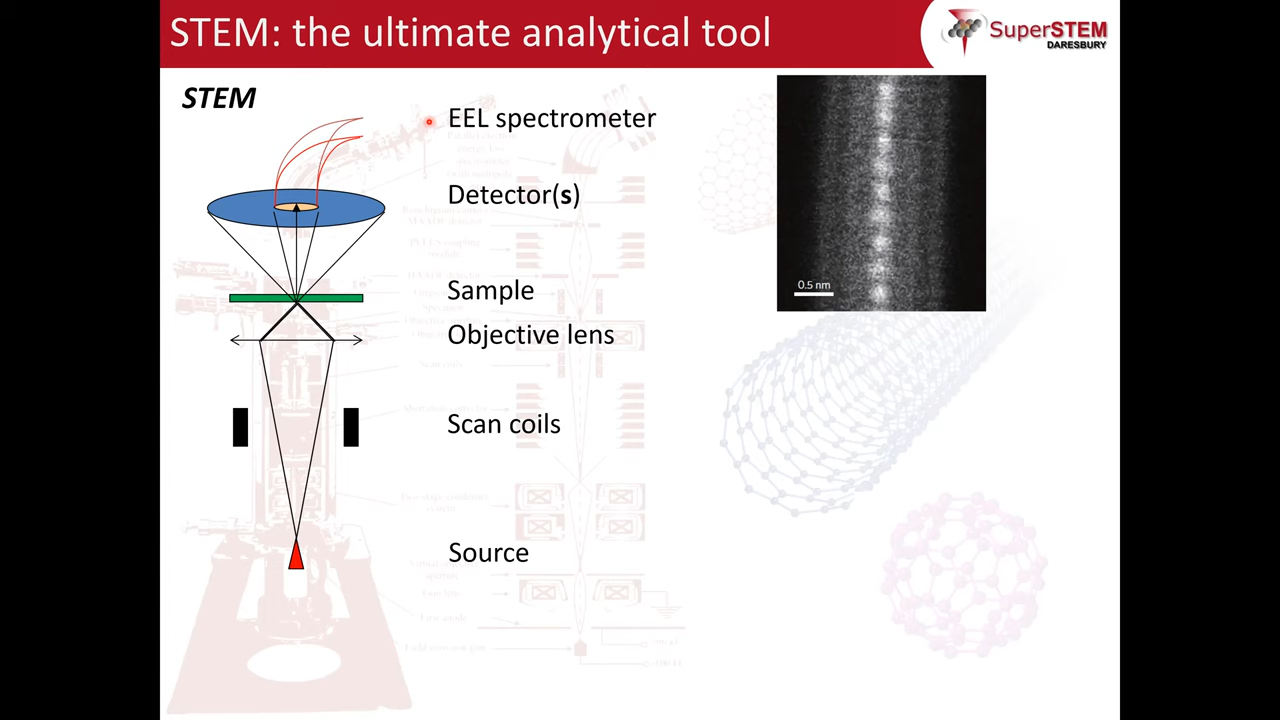 STEM: the ultimate analytical tool
SuperSTEM
DARESBURY
STEM
EEL spectrometer
Detector(s)
Sample
Objective lens
Scan coils
Source
0.5 nm